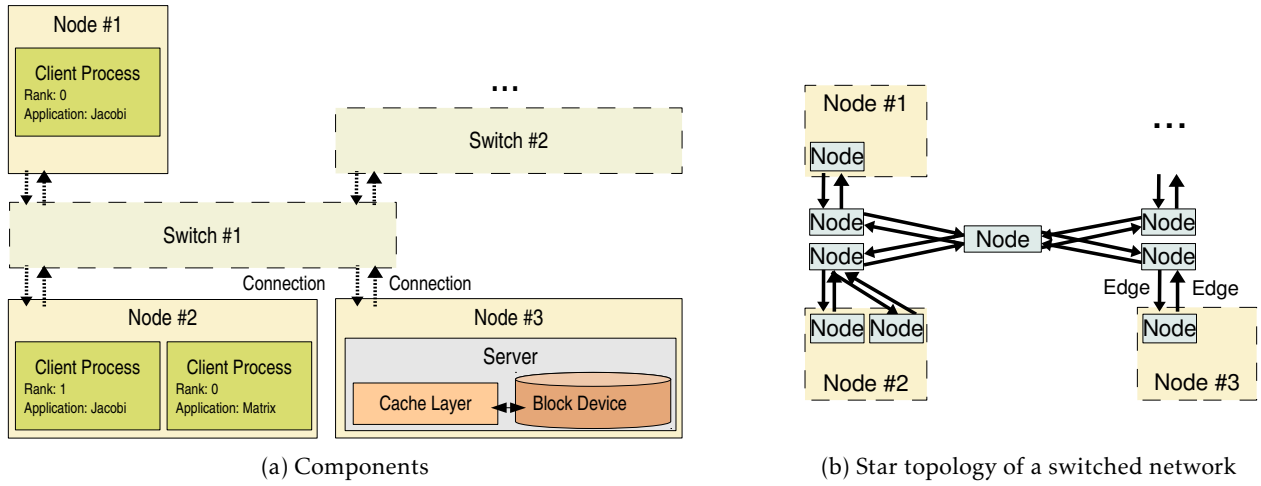 Node #1
Client Process
Rank: 0
Application: Jacobi
...
Switch #2
Switch #1
Connection
Connection
Node #2
Client Process
Rank: 1
Application: Jacobi
Client Process
Rank: 0
Application: Matrix
Node #3
Server
Cache Layer
Block Device
(a) Components
Node #1
Node
...
Node
Node
Node
Node
Node
Edge
Edge
Node
Node
Node #2
Node
Node #3
(b) Star topology of a switched network